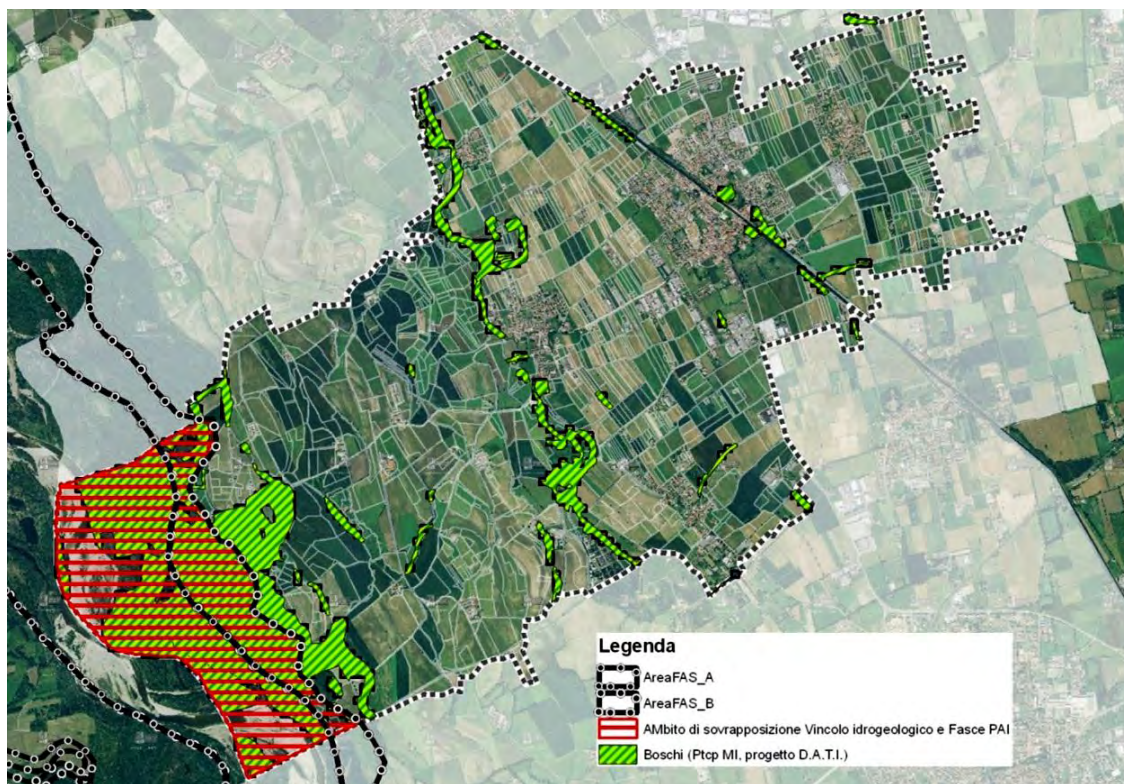 Legenda
AreaFAS_A
AreaFAS_B
AMbito di sovrapposizione Vincolo idrogeologico e Fasce PAI
Boschi (Ptcp MI, progetto D.A.T.I.)